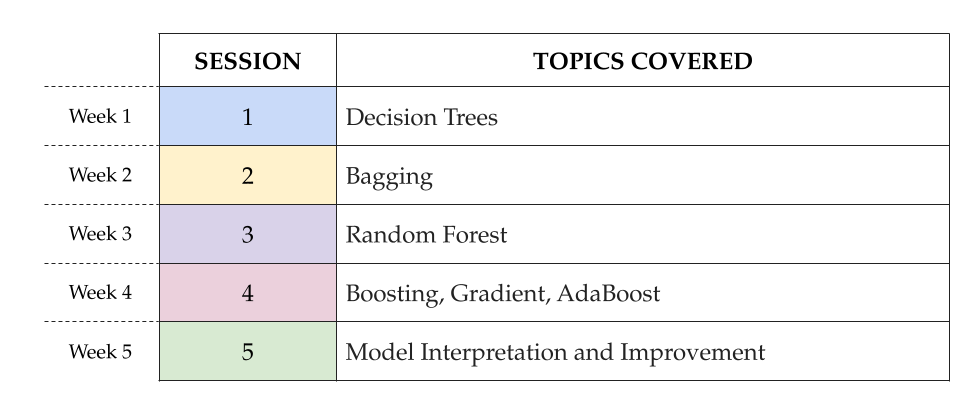 SESSION TOPICS COVERED
Week 1 1 Decision Trees
Week 2 2 Bagging
Week 3 3 Random Forest
Week 4 4 Boosting, Gradient, AdaBoost
Week 5 5 Model Interpretation and Improvement